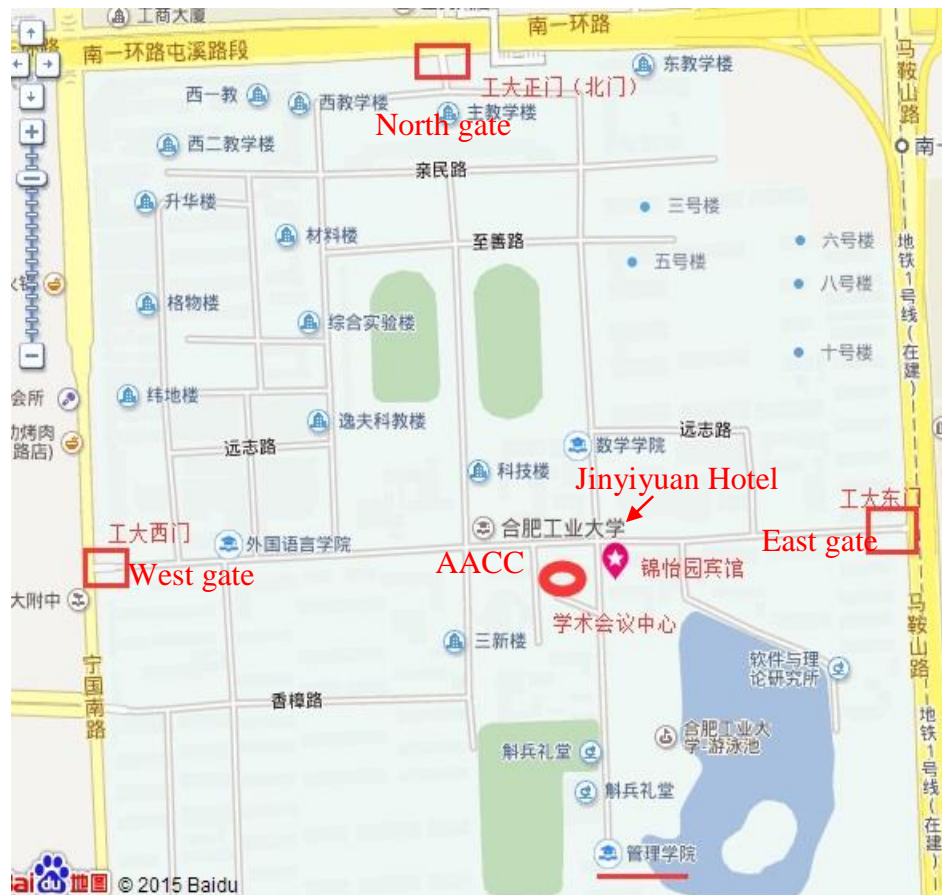 工商大厦
南一环路
南一环路屯溪路段
东教学楼
马鞍山路
工大正门（北门）
西一教
西教学楼
主教学楼
North gate
西二教学楼
南一
亲民路
升华楼
三号楼
材料楼
至善路
六号楼
五号楼
地铁1号线(在建)
八号楼
格物楼
综合实验楼
十号楼
会所
纬地楼
逸夫科教楼
远志路
远志路
数学学院
烤肉
路店)
科技楼
Jinyiyuan Hotel
工大东门
工大西门
合肥工业大学
外国语言学院
East gate
AACC
West gate
锦怡园宾馆
大附中
学术会议中心
马鞍山路
三新楼
宁国南路
软件与理
论研究所
香樟路
地铁1号线(在建)
合肥工业大
学-游泳池
斛兵礼堂
斛兵礼堂
管理学院
Bai du 地图 © 2015 Baidu